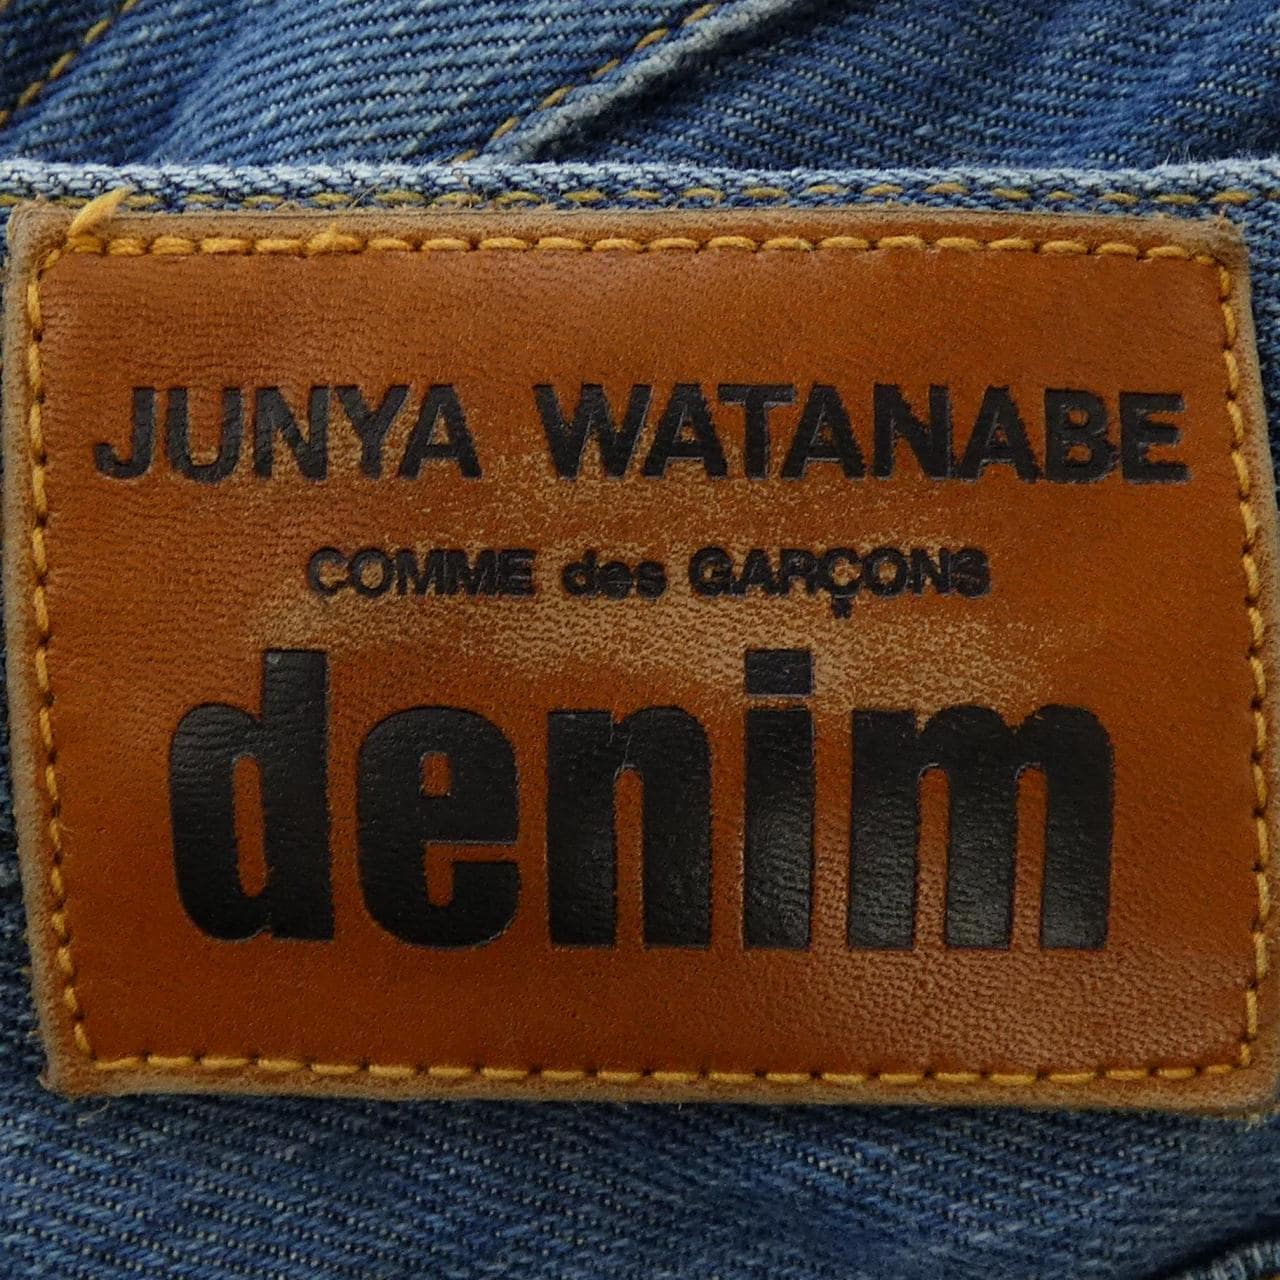 JUNYA WATANABE
COMME des GARÇONS
denim